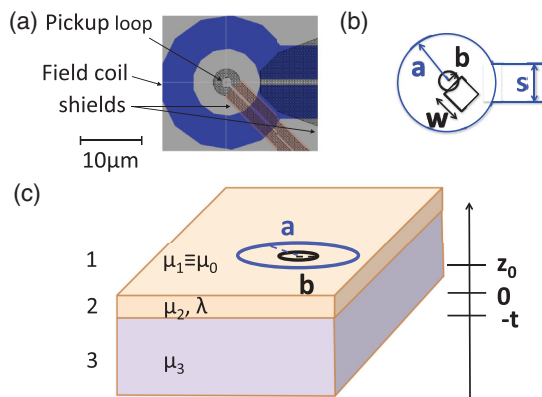 (a)
Pickup loop
Field coil
shields
10μm
(b)
a
b
s
w
(c)
a
b
1
μ₁≡μ₀
2
μ₂, λ
3
μ₃
z₀
0
-t